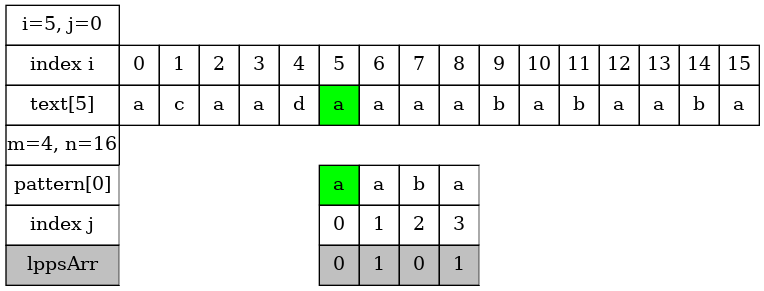 i=5, j=0
index i 0 1 2 3 4 5 6 7 8 9 10 11 12 13 14 15
text[5] a c a a d a a a a b a b a a b a
m=4, n=16
pattern[0] a a b a
index j 0 1 2 3
lppsArr 0 1 0 1